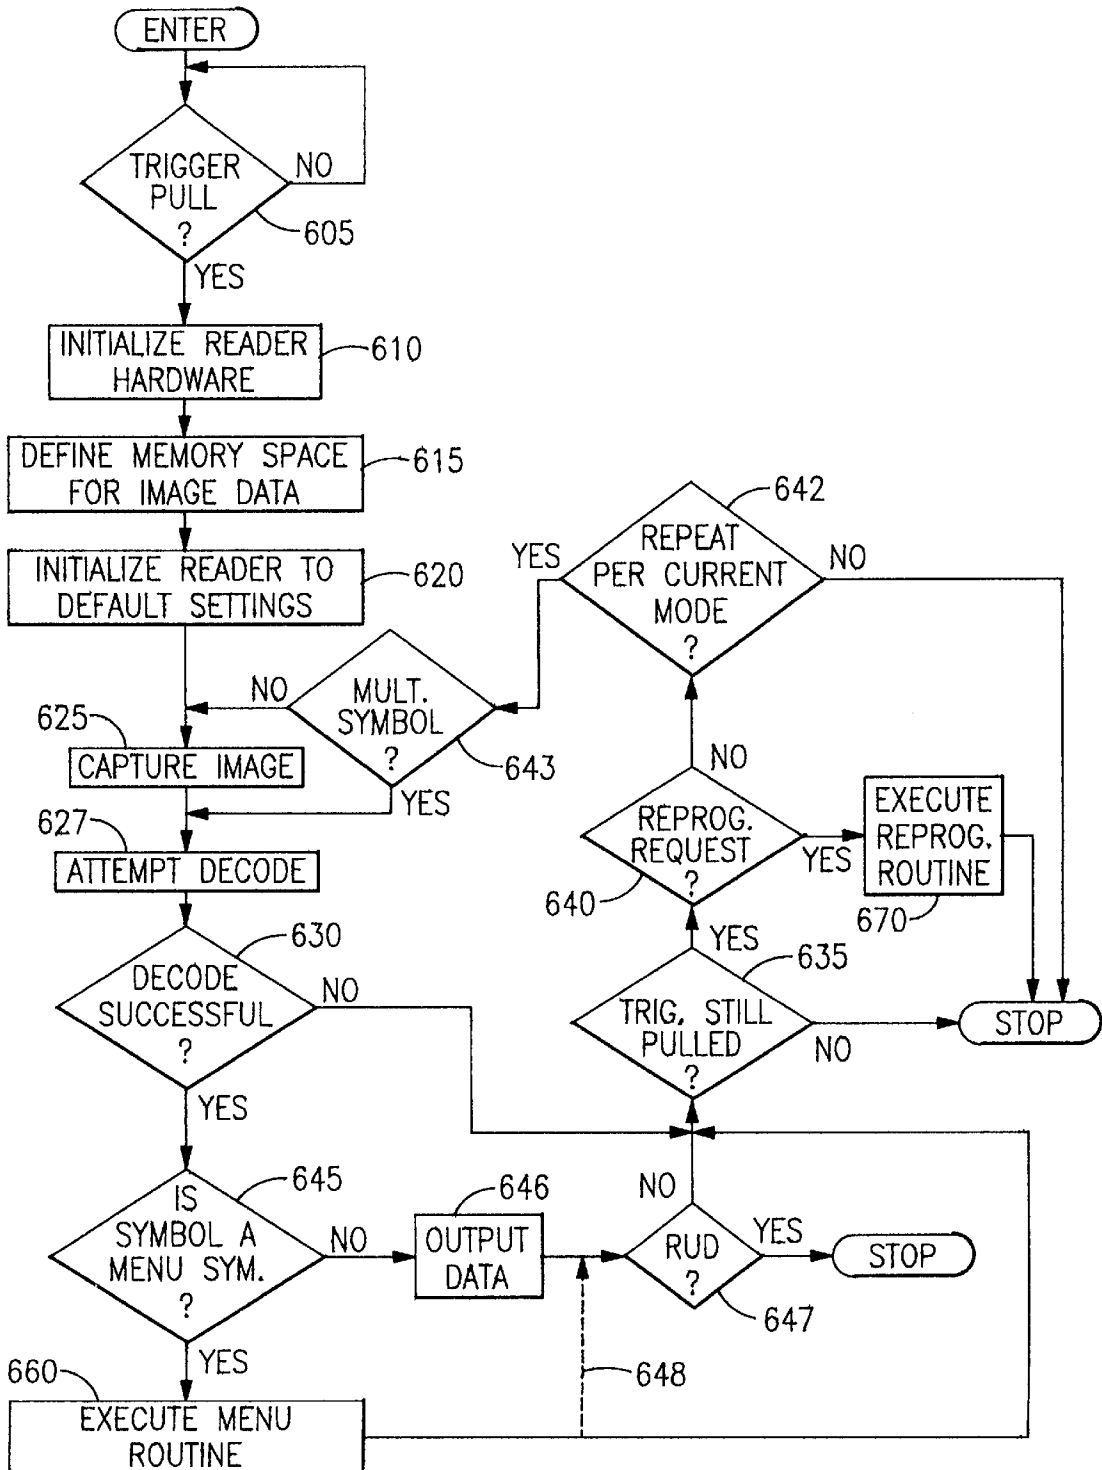 ENTER
TRIGGER
PULL
?
NO
605
YES
INITIALIZE READER
HARDWARE
610
DEFINE MEMORY SPACE
FOR IMAGE DATA
615
INITIALIZE READER TO
DEFAULT SETTINGS
620
625
CAPTURE IMAGE
627
ATTEMPT DECODE
MULT.
SYMBOL
?
NO
643
YES
DECODE
SUCCESSFUL
?
630
NO
YES
IS
SYMBOL A
MENU SYM.
?
645
NO
YES
660
EXECUTE MENU
ROUTINE
646
OUTPUT
DATA
648
RUD
?
647
NO
YES
STOP
TRIG. STILL
PULLED
?
635
YES
NO
STOP
REPROG.
REQUEST
?
640
NO
YES
EXECUTE
REPROG.
ROUTINE
670
REPEAT
PER CURRENT
MODE
?
642
YES
NO